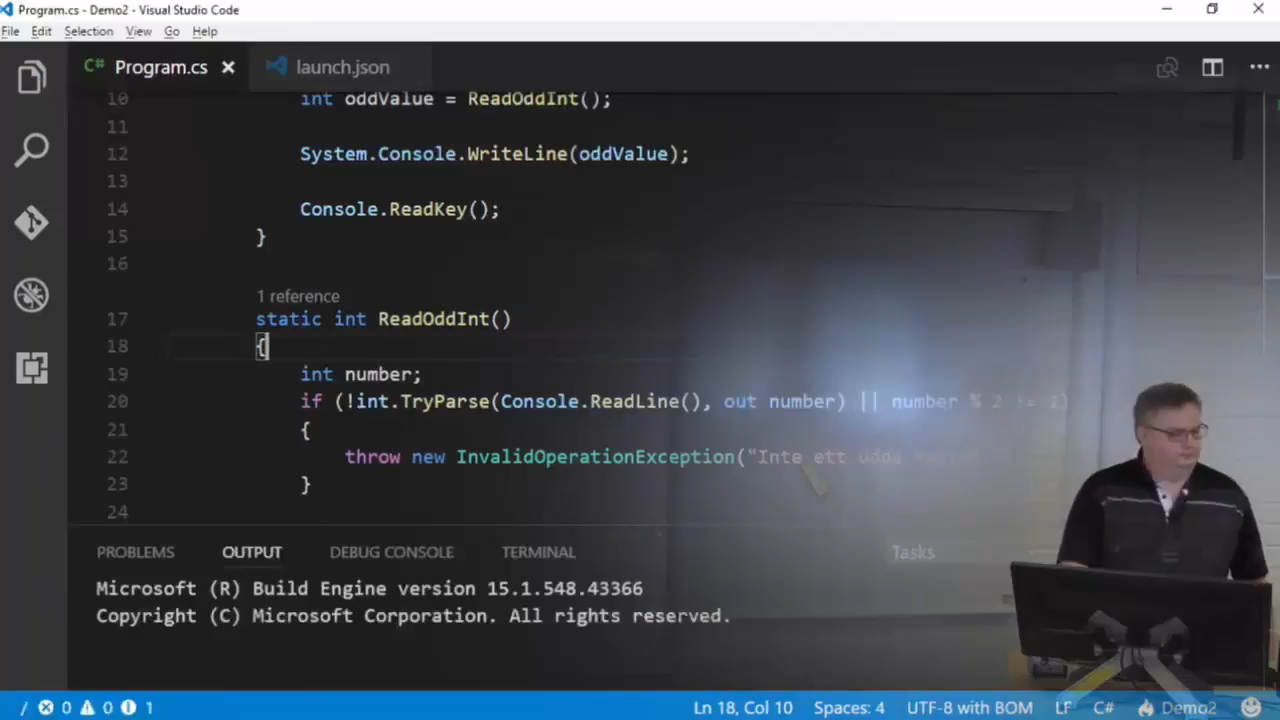 Program.cs - Demo2 - Visual Studio Code
File Edit Selection View Go Help
C# Program.cs × launch.json
10 int oddValue = ReadOddInt();
11
12 System.Console.WriteLine(oddValue);
13
14 Console.ReadKey();
15 }
16
1 reference
17 static int ReadOddInt()
18 {
19 int number;
20 if (!int.TryParse(Console.ReadLine(), out number) || number % 2 != 1)
21 {
22 throw new InvalidOperationException("Inte ett udda
23 }
24
PROBLEMS OUTPUT DEBUG CONSOLE TERMINAL Tasks
Microsoft (R) Build Engine version 15.1.548.43366
Copyright (C) Microsoft Corporation. All rights reserved.
0 0 1 Ln 18, Col 10 Spaces: 4 UTF-8 with BOM LF C# Demo2